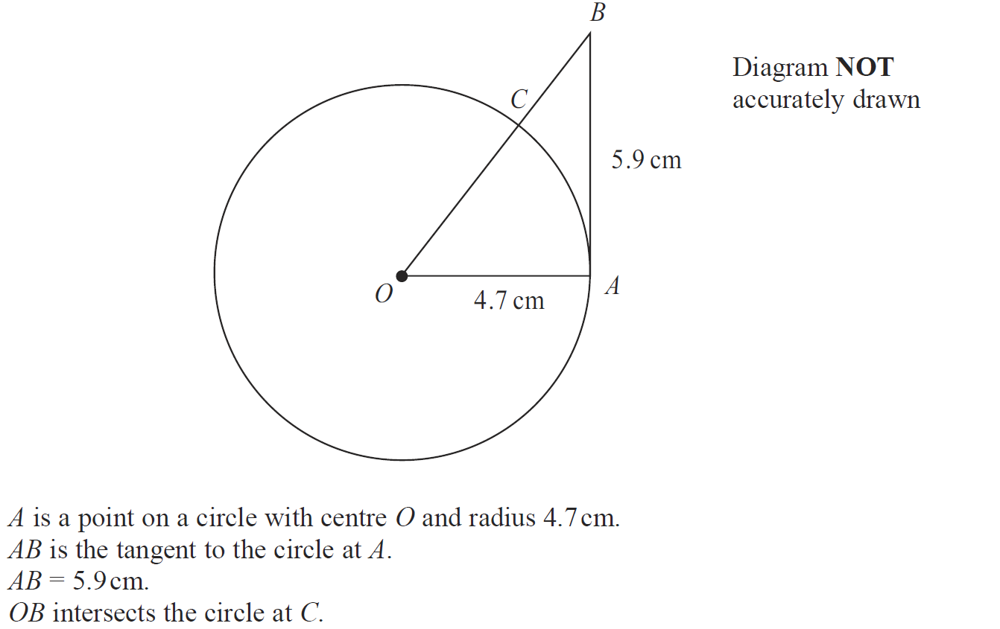 B
Diagram NOT
accurately drawn
C
5.9 cm
O
A
4.7 cm
A is a point on a circle with centre O and radius 4.7 cm.
AB is the tangent to the circle at A.
AB = 5.9 cm.
OB intersects the circle at C.